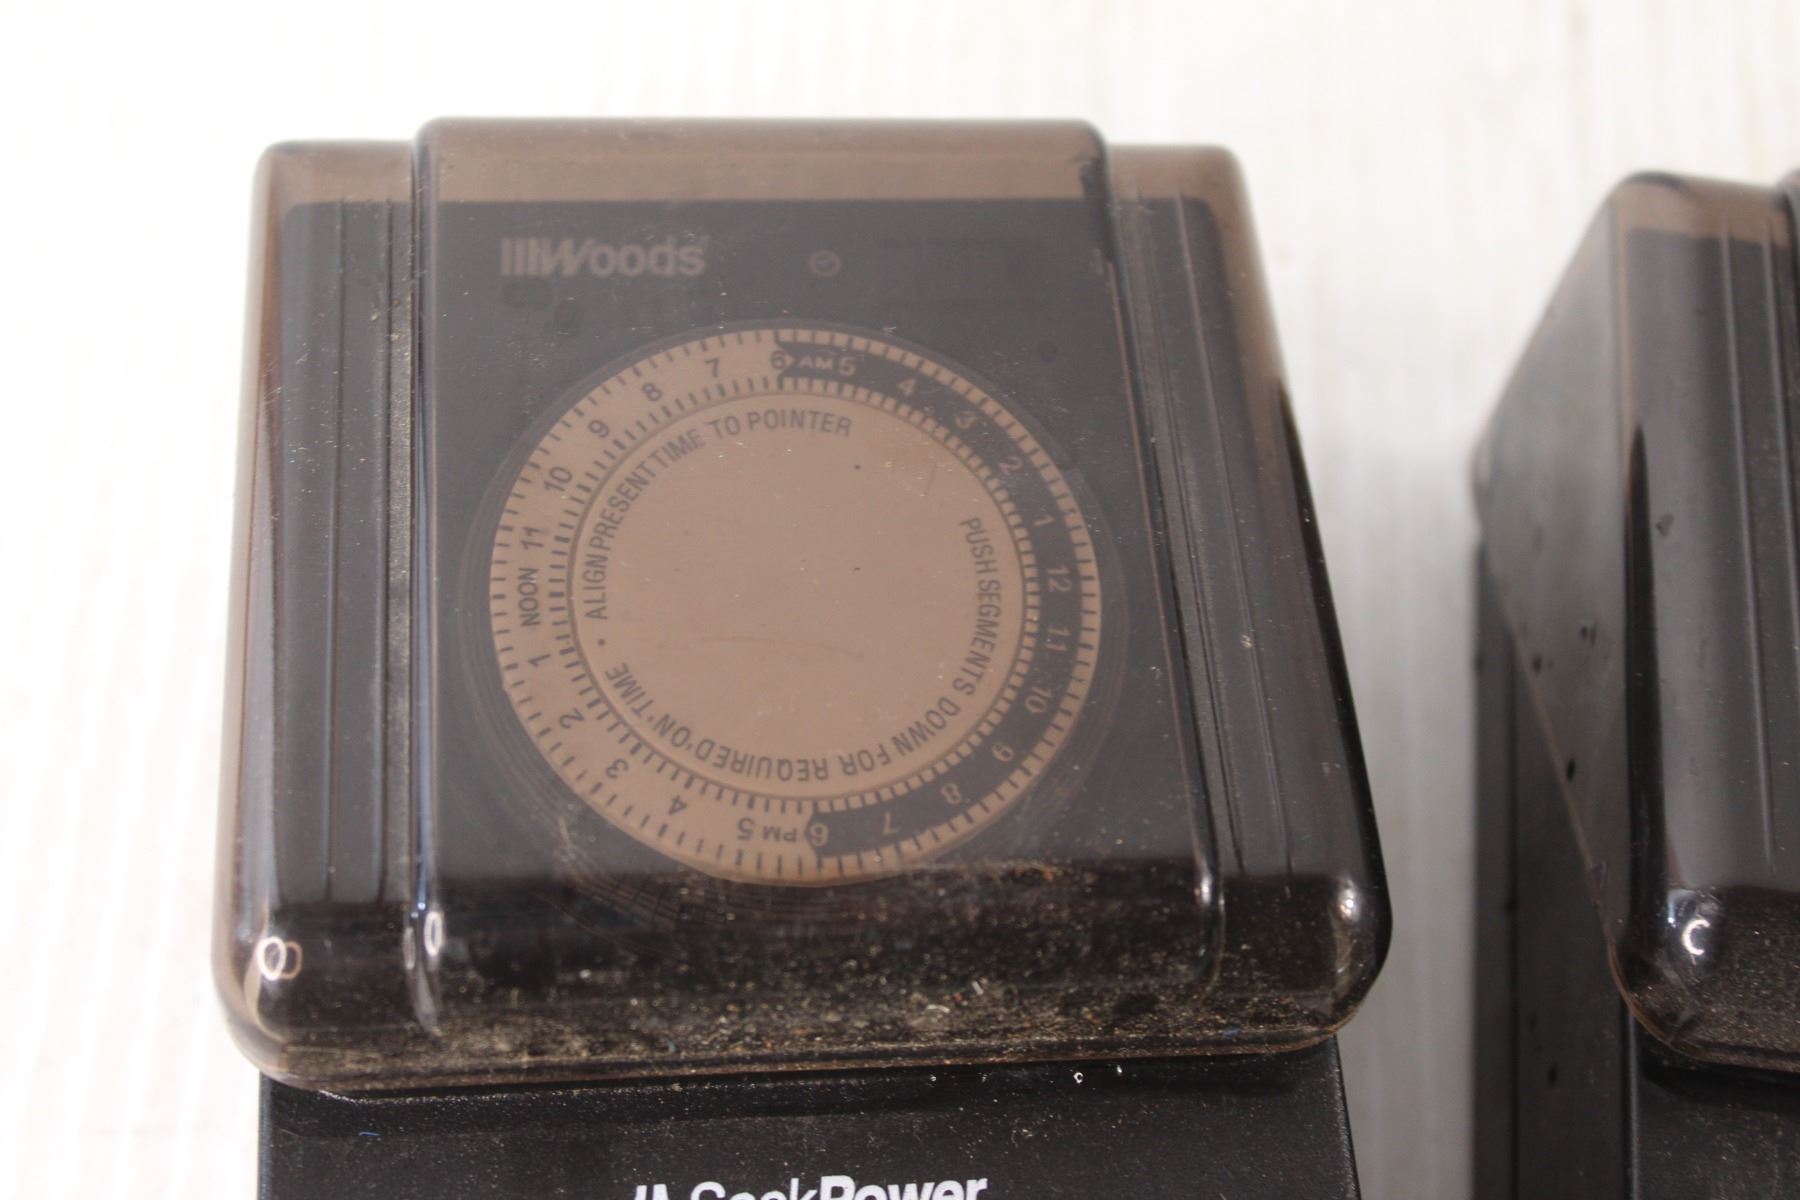 Woods
6 AM 5 4 3 2 1 12 11 10 9 8 7 6 PM 5 4 3 2 1 NOON 11 10 9 8 7
• ALIGN PRESENT TIME TO POINTER
PUSH SEGMENTS DOWN FOR REQUIRED 'ON' TIME
Power